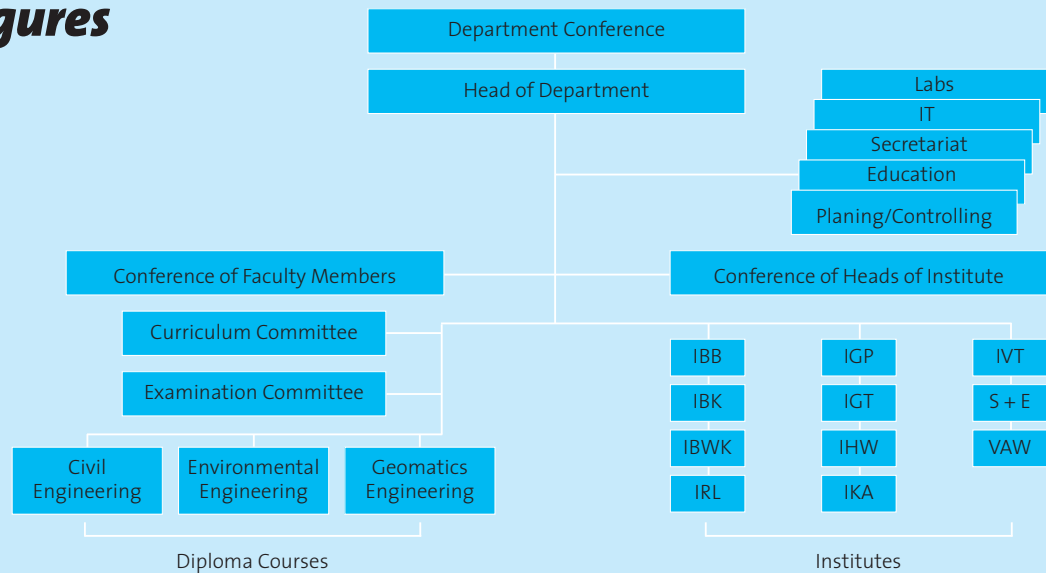 gures
Department Conference
Head of Department
Labs
IT
Secretariat
Education
Planing/Controlling
Conference of Faculty Members
Conference of Heads of Institute
Curriculum Committee
Examination Committee
Civil
Engineering
Environmental
Engineering
Geomatics
Engineering
Diploma Courses
IBB
IBK
IBWK
IRL
IGP
IGT
IHW
IKA
IVT
S + E
VAW
Institutes